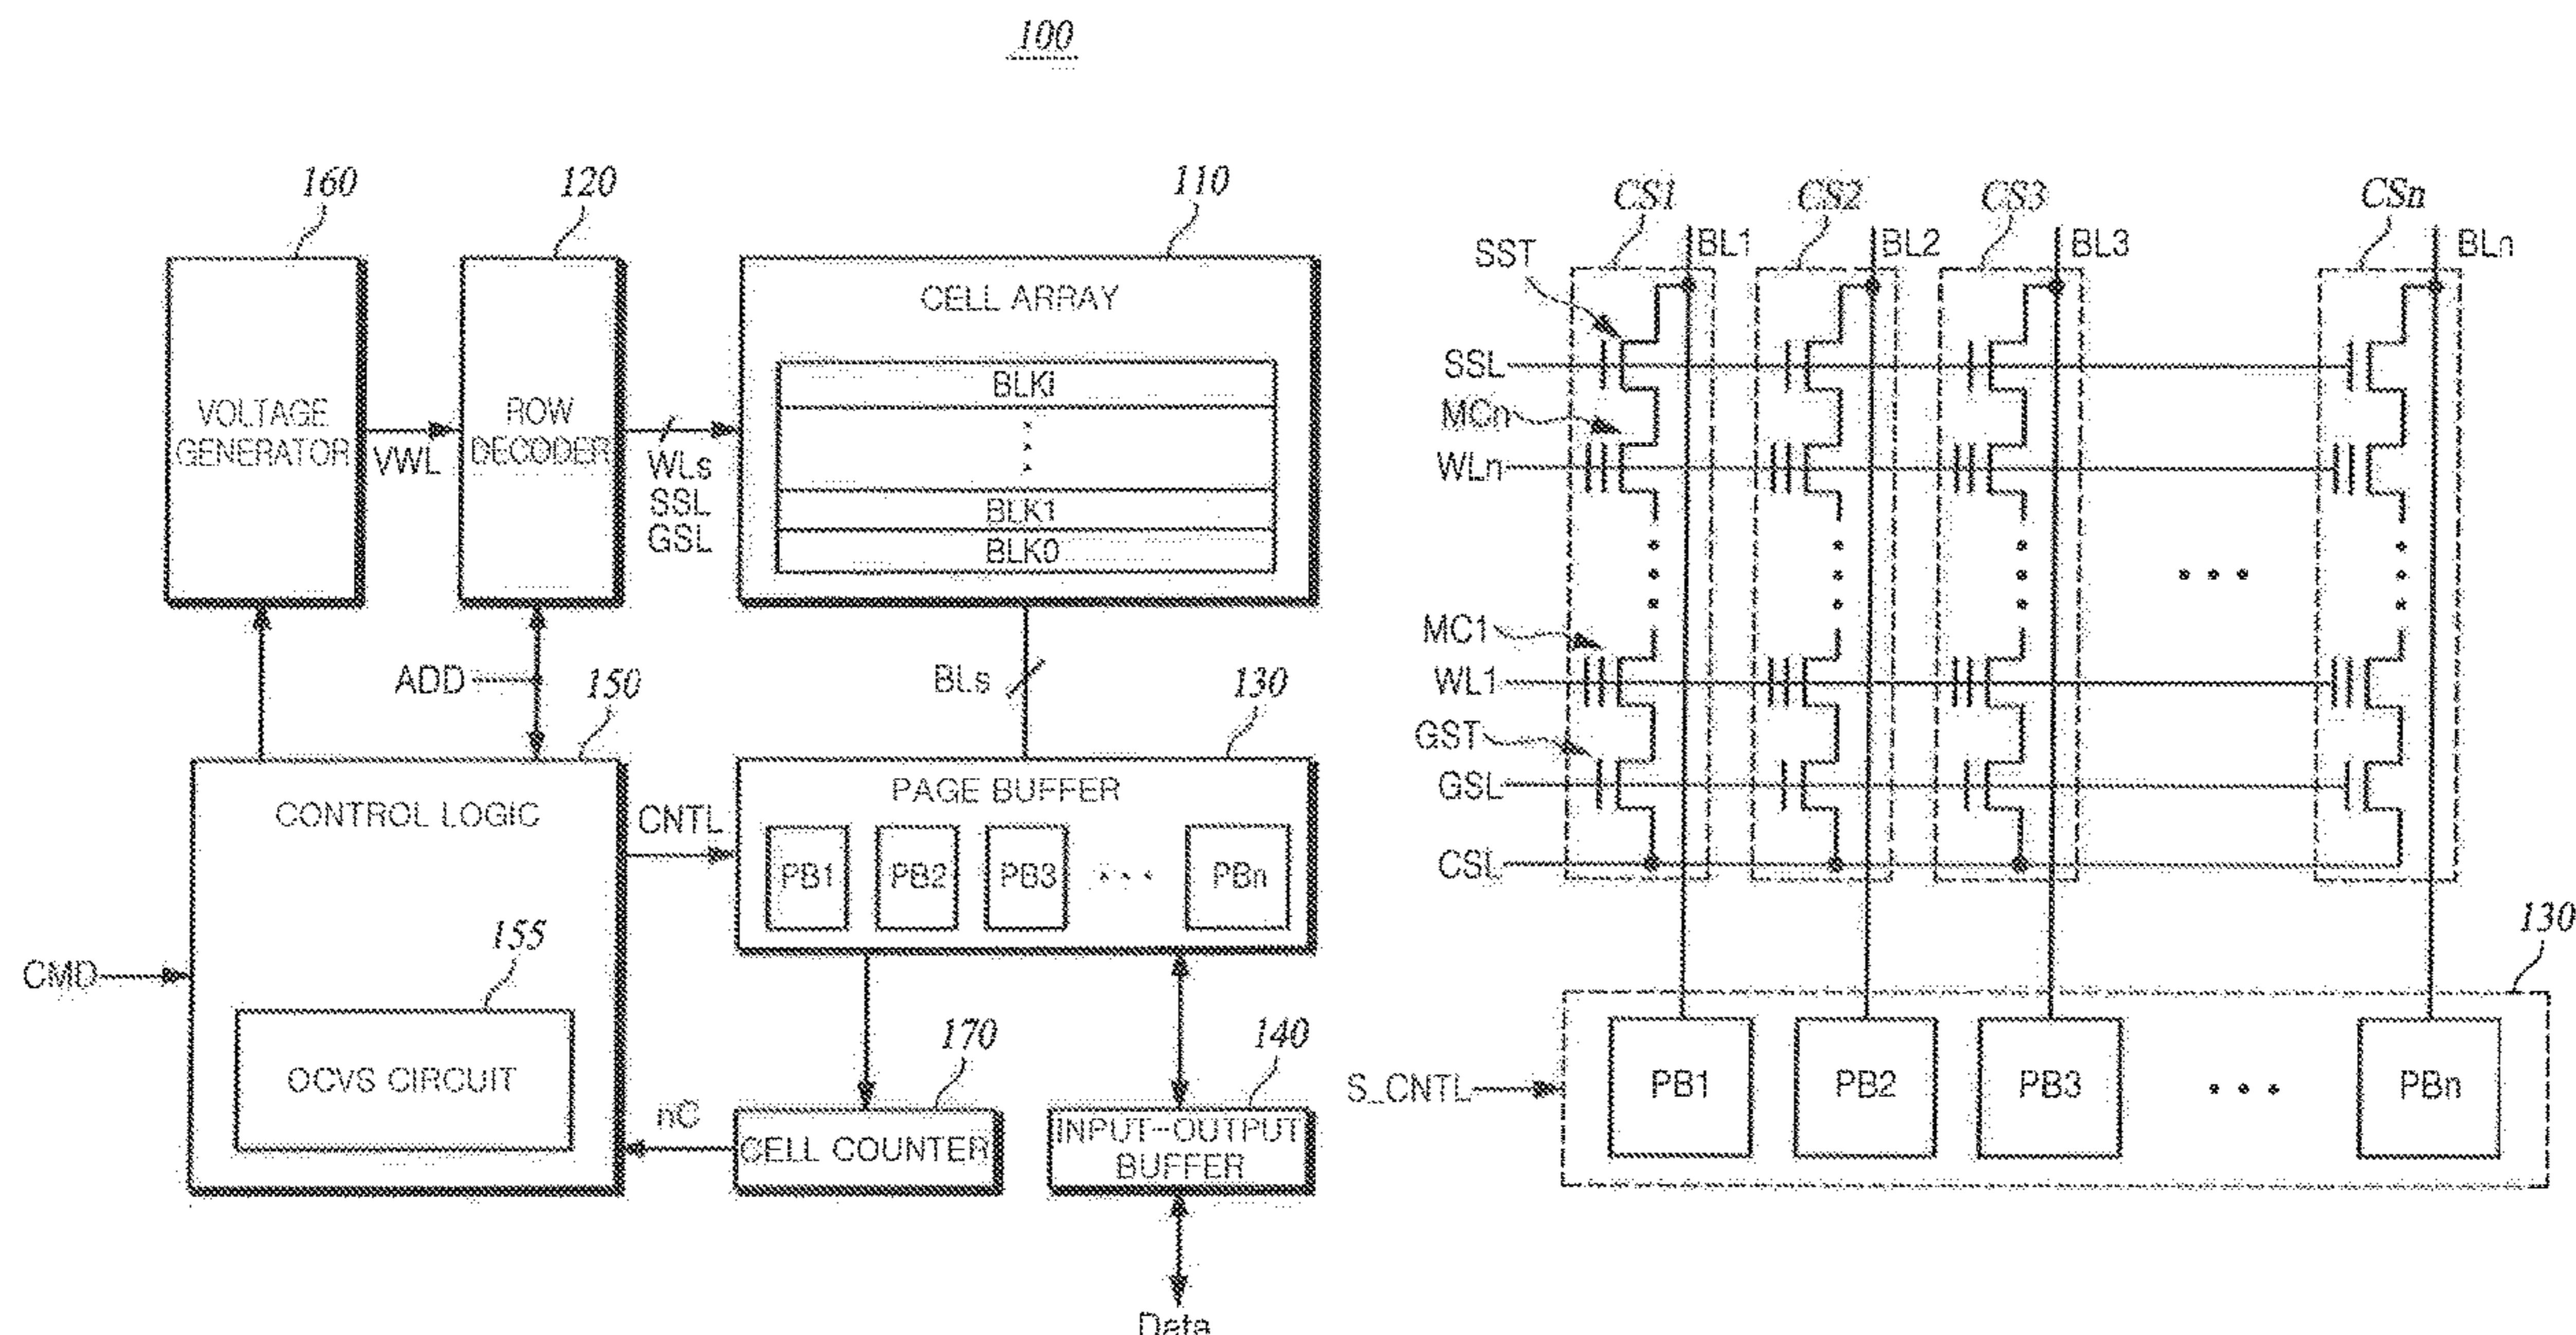 100
160
120
110
VOLTAGE
GENERATOR
VWL
ROW
DECODER
WLs
SSL
GSL
CELL ARRAY
BLKi
BLK1
BLK0
ADD
150
BLs
130
CONTROL LOGIC
CNTL
PAGE BUFFER
PB1
PB2
PB3
PBn
CMD
155
OCVS CIRCUIT
nC
170
CELL COUNTER
140
INPUT-OUTPUT
BUFFER
Data
CS1
CS2
CS3
CSn
SST
BL1
BL2
BL3
BLn
SSL
MCn
WLn
MC1
WL1
GST
GSL
CSL
130
S_CNTL
PB1
PB2
PB3
PBn